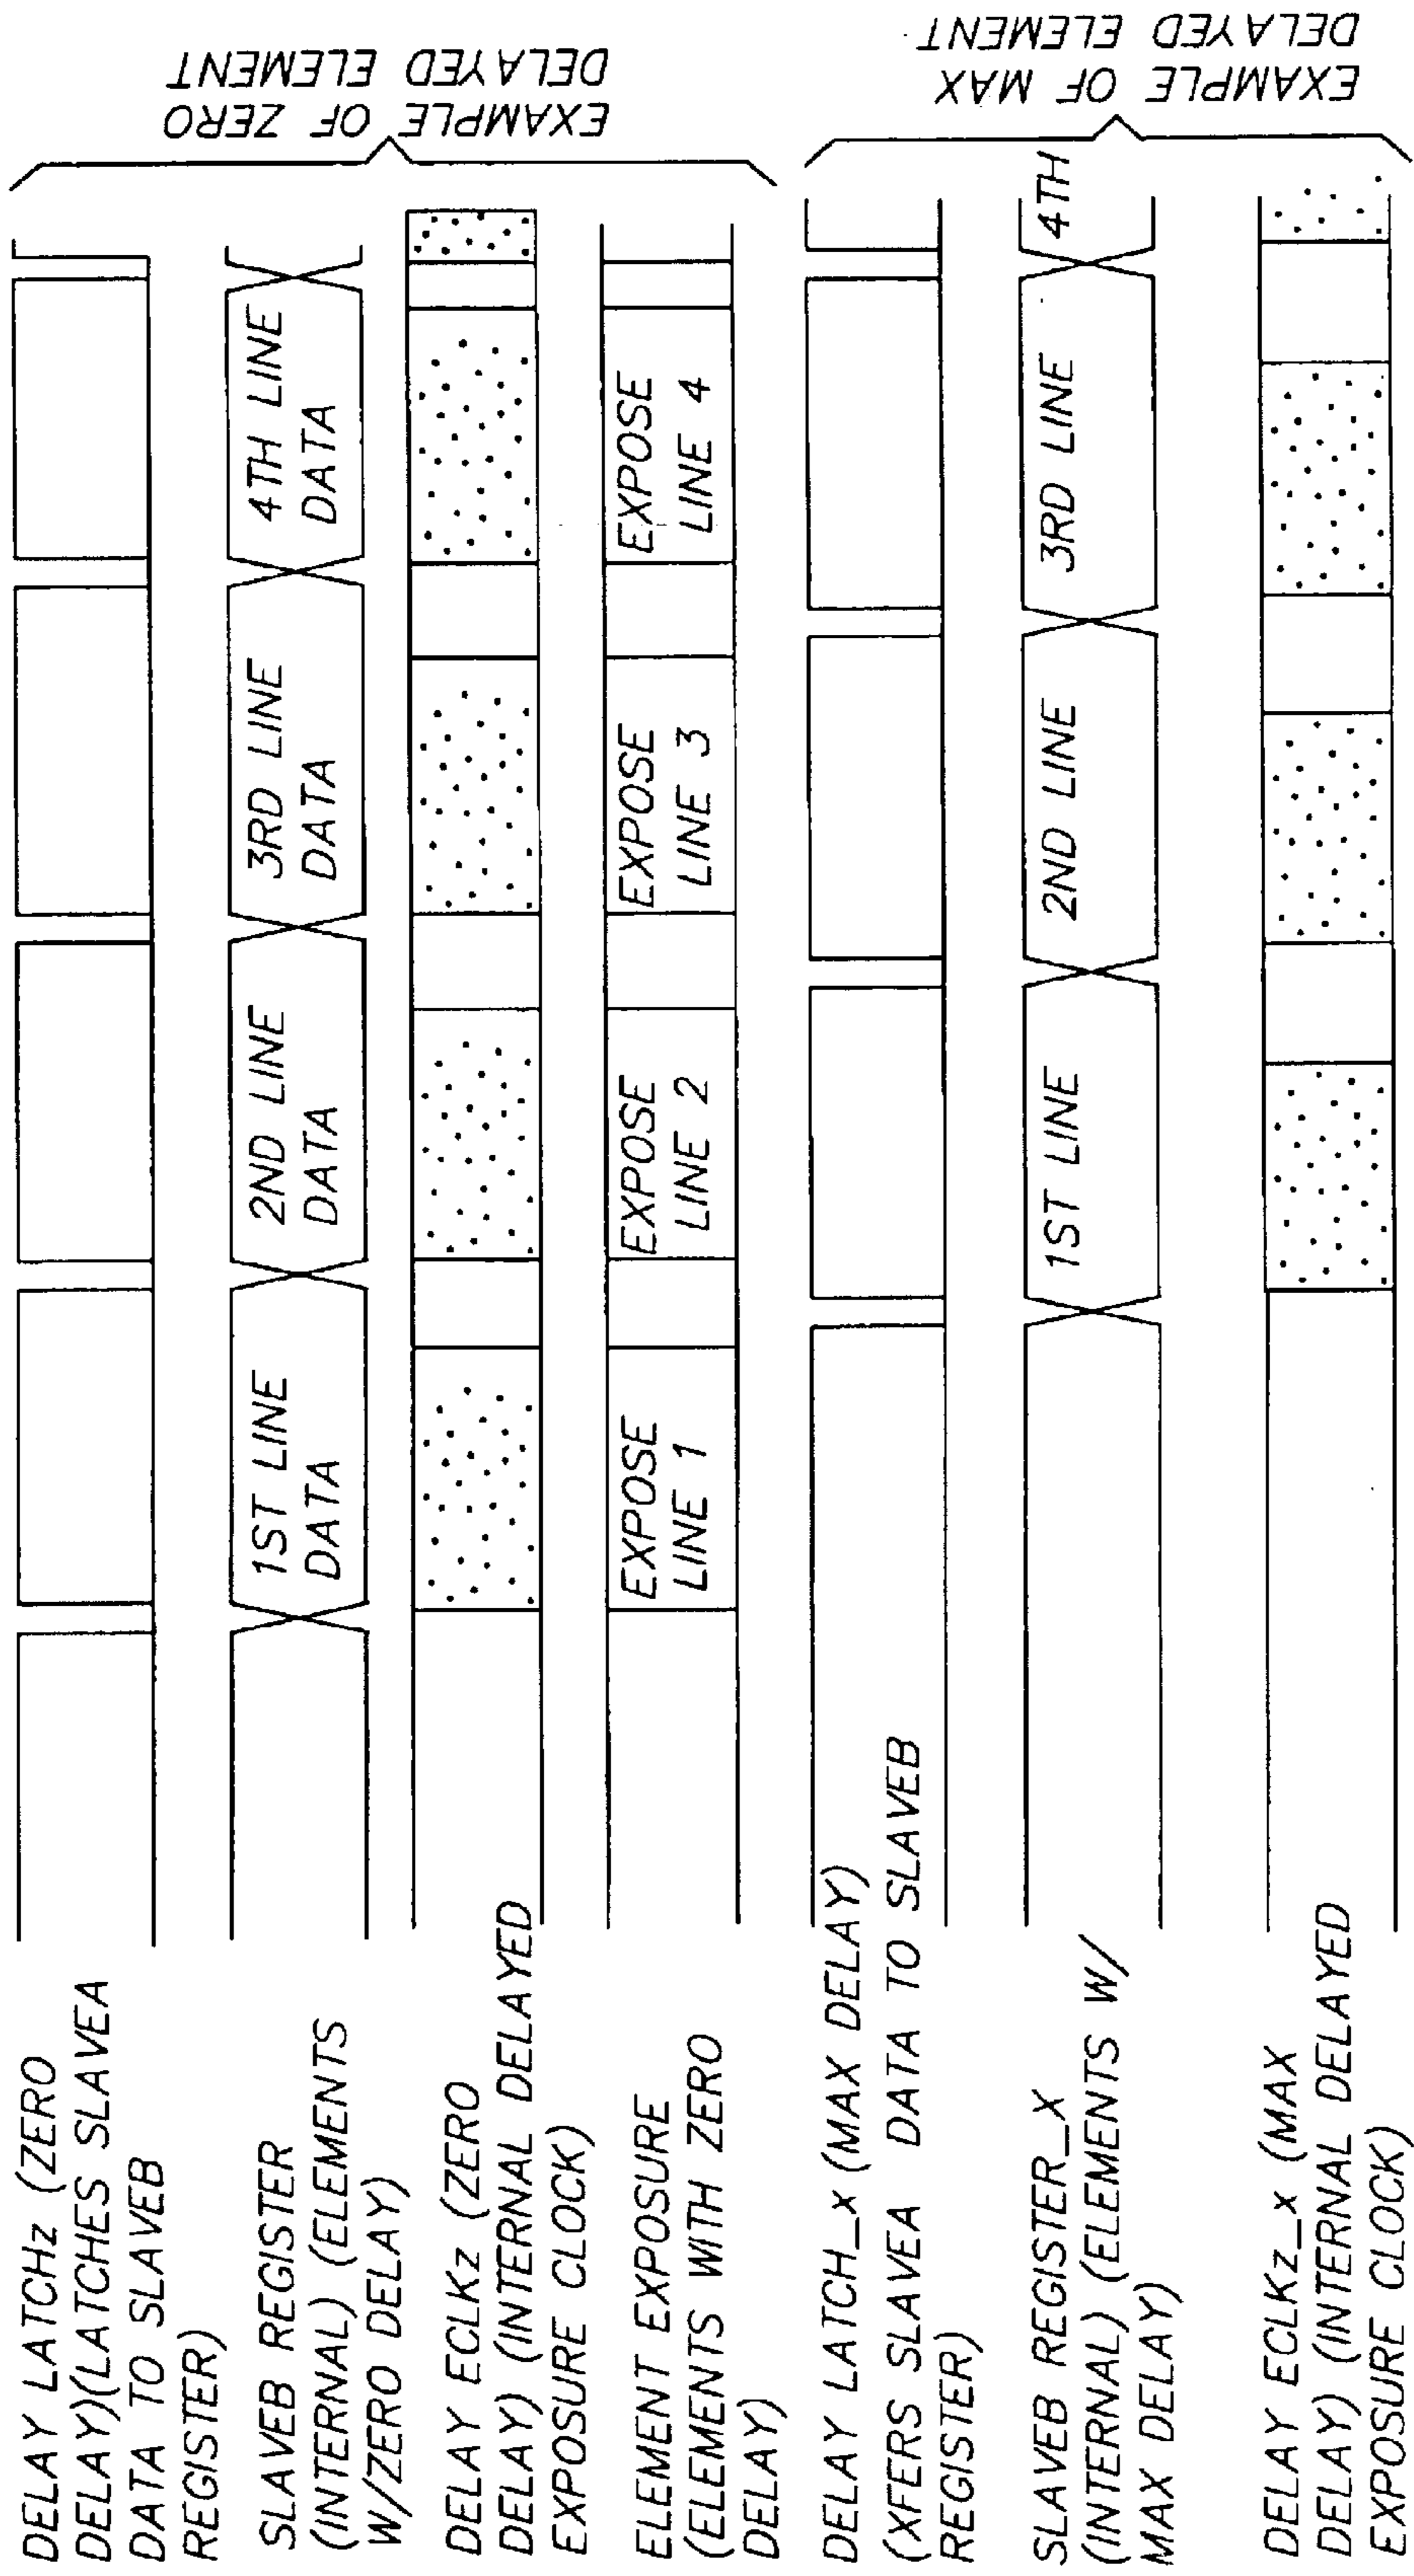 DELAY LATCHz (ZERO
DELAY)(LATCHES SLAVEA
DATA TO SLAVEB
REGISTER)
SLAVEB REGISTER
(INTERNAL) (ELEMENTS
W/ZERO DELAY)
1ST LINE
DATA
2ND LINE
DATA
3RD LINE
DATA
4TH LINE
DATA
DELAY ECLKz (ZERO
DELAY) (INTERNAL DELAYED
EXPOSURE CLOCK)
ELEMENT EXPOSURE
(ELEMENTS WITH ZERO
DELAY)
EXPOSE
LINE 1
EXPOSE
LINE 2
EXPOSE
LINE 3
EXPOSE
LINE 4
EXAMPLE OF ZERO
DELAYED ELEMENT
DELAY LATCH_x (MAX DELAY)
(XFERS SLAVEA DATA TO SLAVEB
REGISTER)
SLAVEB REGISTER_X
(INTERNAL) (ELEMENTS W/
MAX DELAY)
1ST LINE
2ND LINE
3RD LINE
4TH
DELAY ECLKz_x (MAX
DELAY) (INTERNAL DELAYED
EXPOSURE CLOCK)
EXAMPLE OF MAX
DELAYED ELEMENT